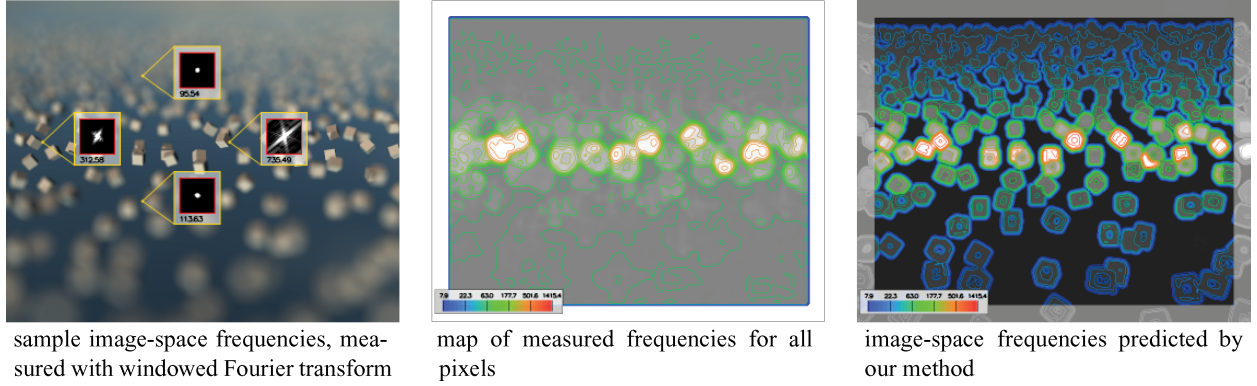 95.54
312.58
735.49
113.63
7.9 22.3 63.0 177.7 501.6 1415.4
7.9 22.3 63.0 177.7 501.6 1415.4
sample image-space frequencies, mea-
sured with windowed Fourier transform
map of measured frequencies for all
pixels
image-space frequencies predicted by
our method